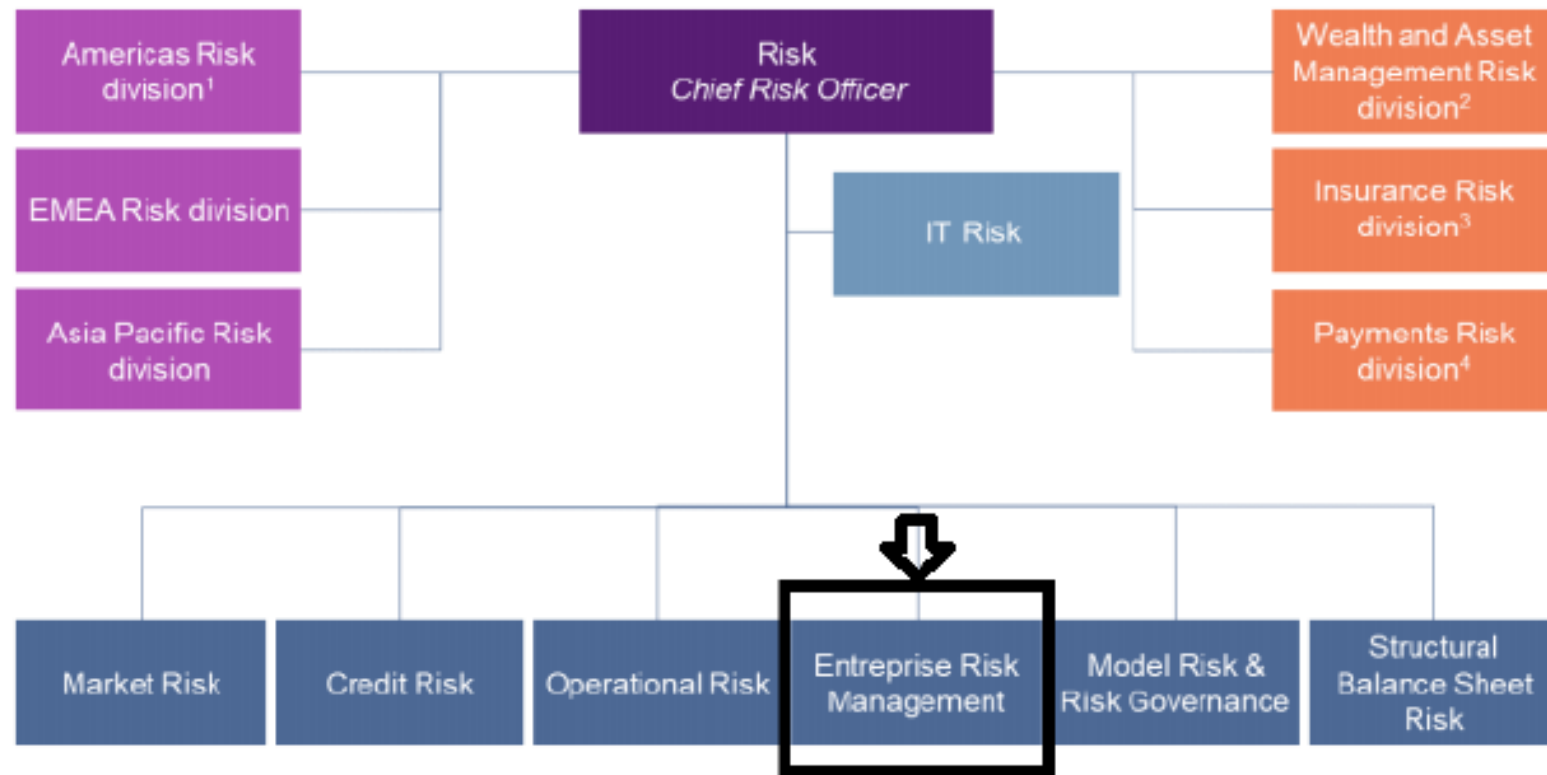 Americas Risk
division¹
Risk
Chief Risk Officer
Wealth and Asset
Management Risk
division²
EMEA Risk division
IT Risk
Insurance Risk
division³
Asia Pacific Risk
division
Payments Risk
division⁴
Market Risk
Credit Risk
Operational Risk
Entreprise Risk
Management
Model Risk &
Risk Governance
Structural
Balance Sheet
Risk